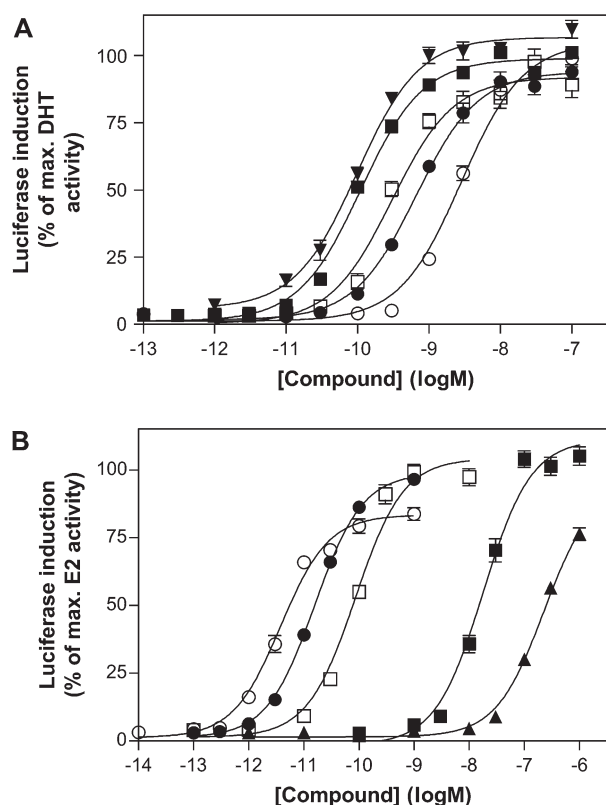 A
Luciferase induction
(% of max. DHT
activity)
100
75
50
25
0
-13 -12 -11 -10 -9 -8 -7
[Compound] (logM)
B
Luciferase induction
(% of max. E2 activity)
100
75
50
25
0
-14 -13 -12 -11 -10 -9 -8 -7 -6
[Compound] (logM)